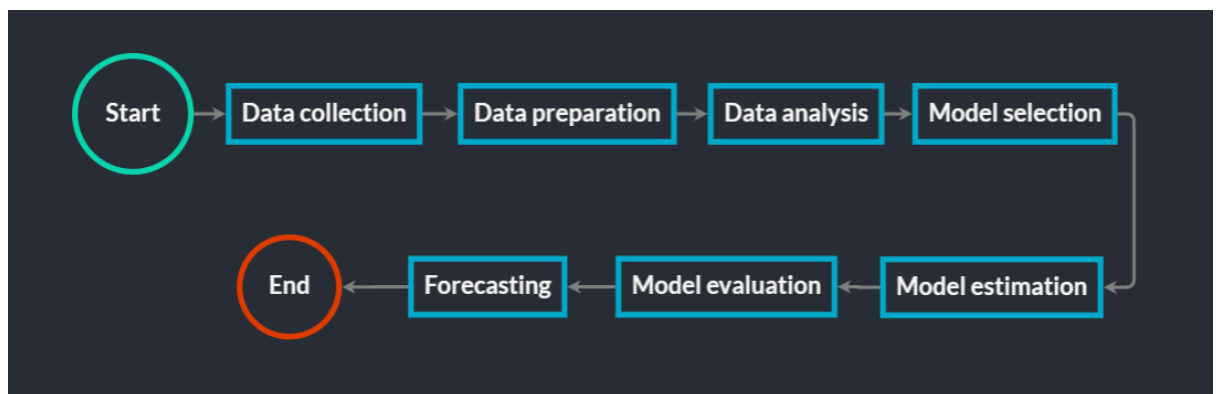 Start
Data collection
Data preparation
Data analysis
Model selection
End
Forecasting
Model evaluation
Model estimation